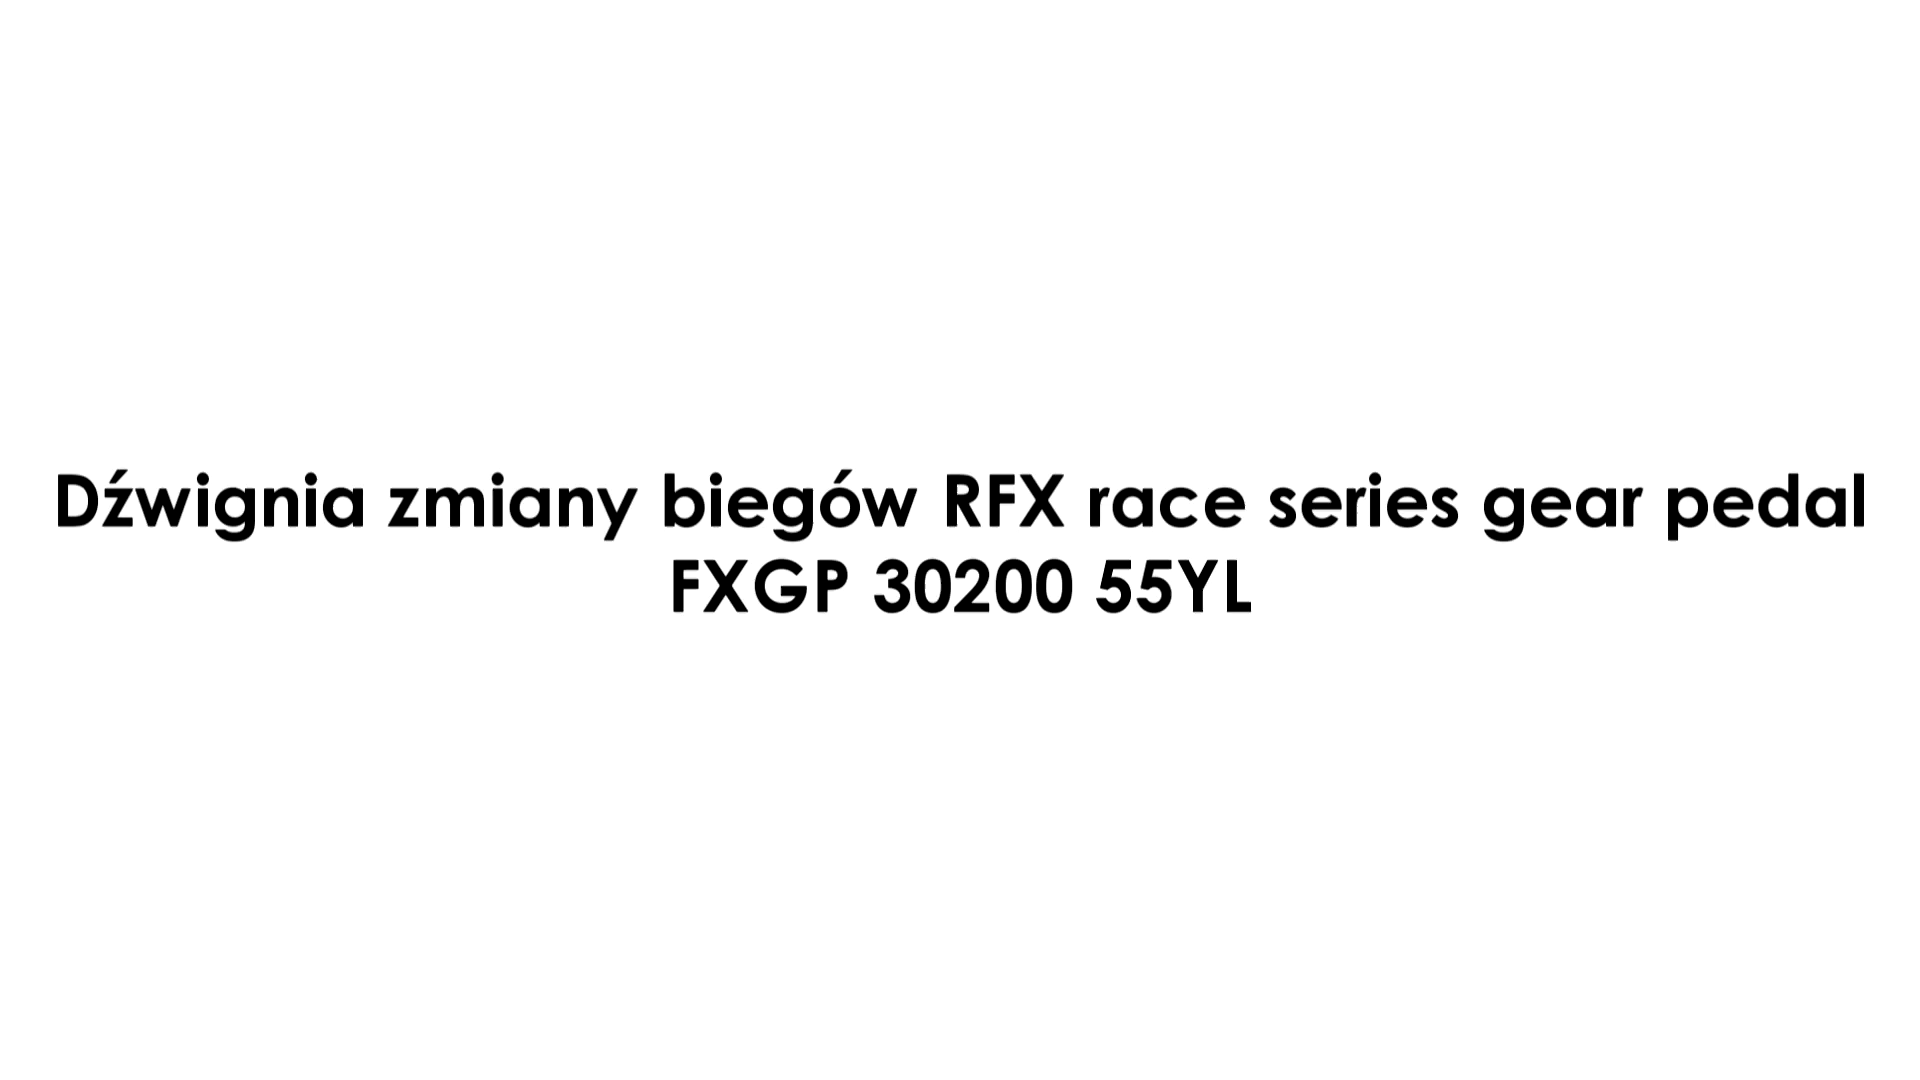 Dźwignia zmiany biegów RFX race series gear pedal
FXGP 30200 55YL